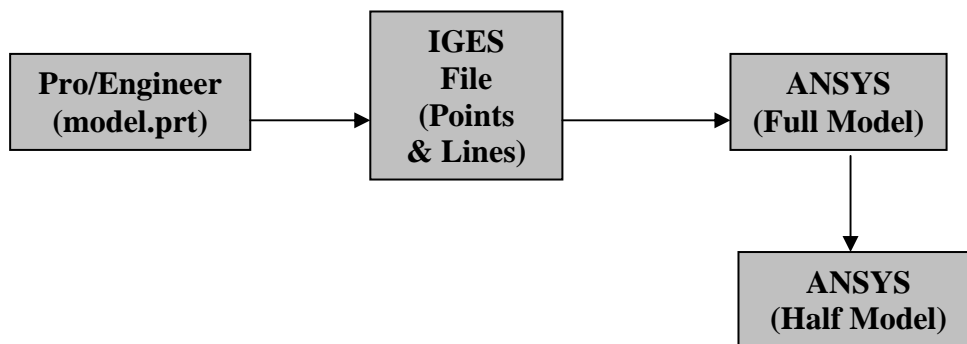 Pro/Engineer
(model.prt)
IGES
File
(Points
& Lines)
ANSYS
(Full Model)
ANSYS
(Half Model)